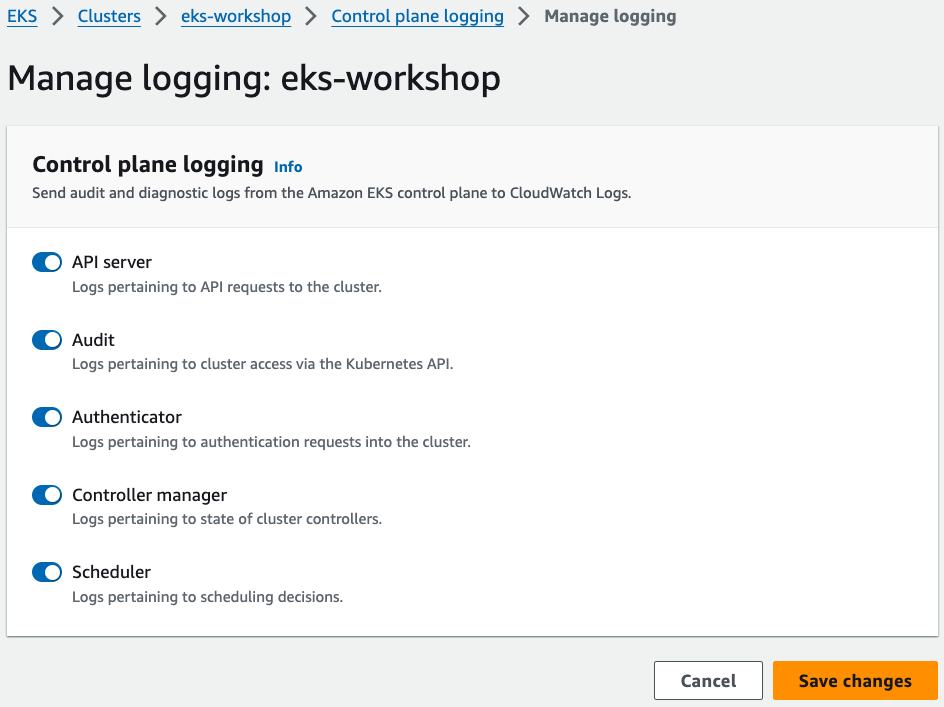 EKS > Clusters > eks-workshop > Control plane logging > Manage logging
Manage logging: eks-workshop
Control plane logging Info
Send audit and diagnostic logs from the Amazon EKS control plane to CloudWatch Logs.
API server
Logs pertaining to API requests to the cluster.
Audit
Logs pertaining to cluster access via the Kubernetes API.
Authenticator
Logs pertaining to authentication requests into the cluster.
Controller manager
Logs pertaining to state of cluster controllers.
Scheduler
Logs pertaining to scheduling decisions.
Cancel Save changes